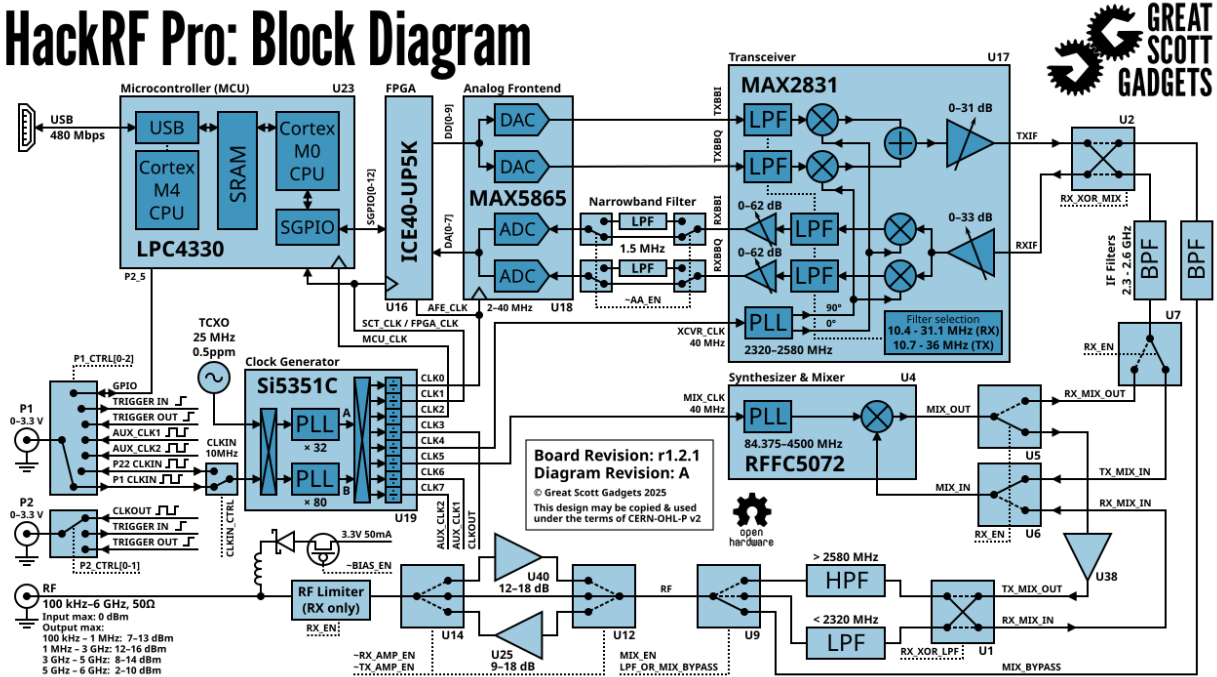 HackRF Pro: Block Diagram
GREAT
SCOTT
GADGETS
Microcontroller (MCU)
U23
USB
480 Mbps
USB
SRAM
Cortex
M0
CPU
Cortex
M4
CPU
SGPIO
LPC4330
P2_5
SGPIO[0-12]
FPGA
ICE40-UP5K
U16
DD[0-9]
DA[0-7]
Analog Frontend
DAC
DAC
MAX5865
ADC
ADC
U18
AFE_CLK
2–40 MHz
SCT_CLK / FPGA_CLK
MCU_CLK
Narrowband Filter
LPF
1.5 MHz
LPF
~AA_EN
TXBBI
TXBBQ
RXBBI
RXBBQ
Transceiver
U17
MAX2831
LPF
LPF
0–31 dB
0–62 dB
LPF
0–62 dB
LPF
0–33 dB
PLL
90°
0°
2320–2580 MHz
Filter selection
10.4 - 31.1 MHz (RX)
10.7 - 36 MHz (TX)
XCVR_CLK
40 MHz
TXIF
RXIF
U2
RX_XOR_MIX
IF Filters
2.3 - 2.6 GHz
BPF
BPF
U7
RX_EN
TCXO
25 MHz
0.5ppm
Clock Generator
Si5351C
PLL
× 32
A
PLL
× 80
B
U19
CLK0
CLK1
CLK2
CLK3
CLK4
CLK5
CLK6
CLK7
AUX_CLK2
AUX_CLK1
CLKOUT
P1_CTRL[0-2]
P1
0–3.3 V
GPIO
TRIGGER IN
TRIGGER OUT
AUX_CLK1
AUX_CLK2
P22 CLKIN
P1 CLKIN
CLKIN
10MHz
CLKIN_CTRL
P2
0–3.3 V
CLKOUT
TRIGGER IN
TRIGGER OUT
P2_CTRL[0-1]
Synthesizer & Mixer
U4
MIX_CLK
40 MHz
PLL
84.375–4500 MHz
RFFC5072
MIX_OUT
MIX_IN
U5
RX_MIX_OUT
TX_MIX_IN
RX_MIX_IN
U6
RX_EN
Board Revision: r1.2.1
Diagram Revision: A
© Great Scott Gadgets 2025
This design may be copied & used
under the terms of CERN-OHL-P v2
open
hardware
3.3V 50mA
~BIAS_EN
RF
100 kHz–6 GHz, 50Ω
Input max: 0 dBm
Output max:
100 kHz – 1 MHz: 7–13 dBm
1 MHz – 3 GHz: 12–16 dBm
3 GHz – 5 GHz: 8–14 dBm
5 GHz – 6 GHz: 2–10 dBm
RF Limiter
(RX only)
RX_EN
U14
U40
12–18 dB
U25
9–18 dB
~RX_AMP_EN
~TX_AMP_EN
U12
RF
MIX_EN
LPF_OR_MIX_BYPASS
U9
> 2580 MHz
HPF
< 2320 MHz
LPF
RX_XOR_LPF
U1
U38
TX_MIX_OUT
RX_MIX_IN
MIX_BYPASS